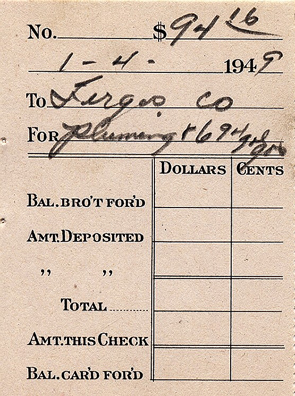 No. $94 16
1-4- 1949
To Fergus Co
For pluming
DOLLARS CENTS
BAL. BRO'T FOR'D
AMT. DEPOSITED
„ „
TOTAL
AMT. THIS CHECK
BAL. CAR'D FOR'D